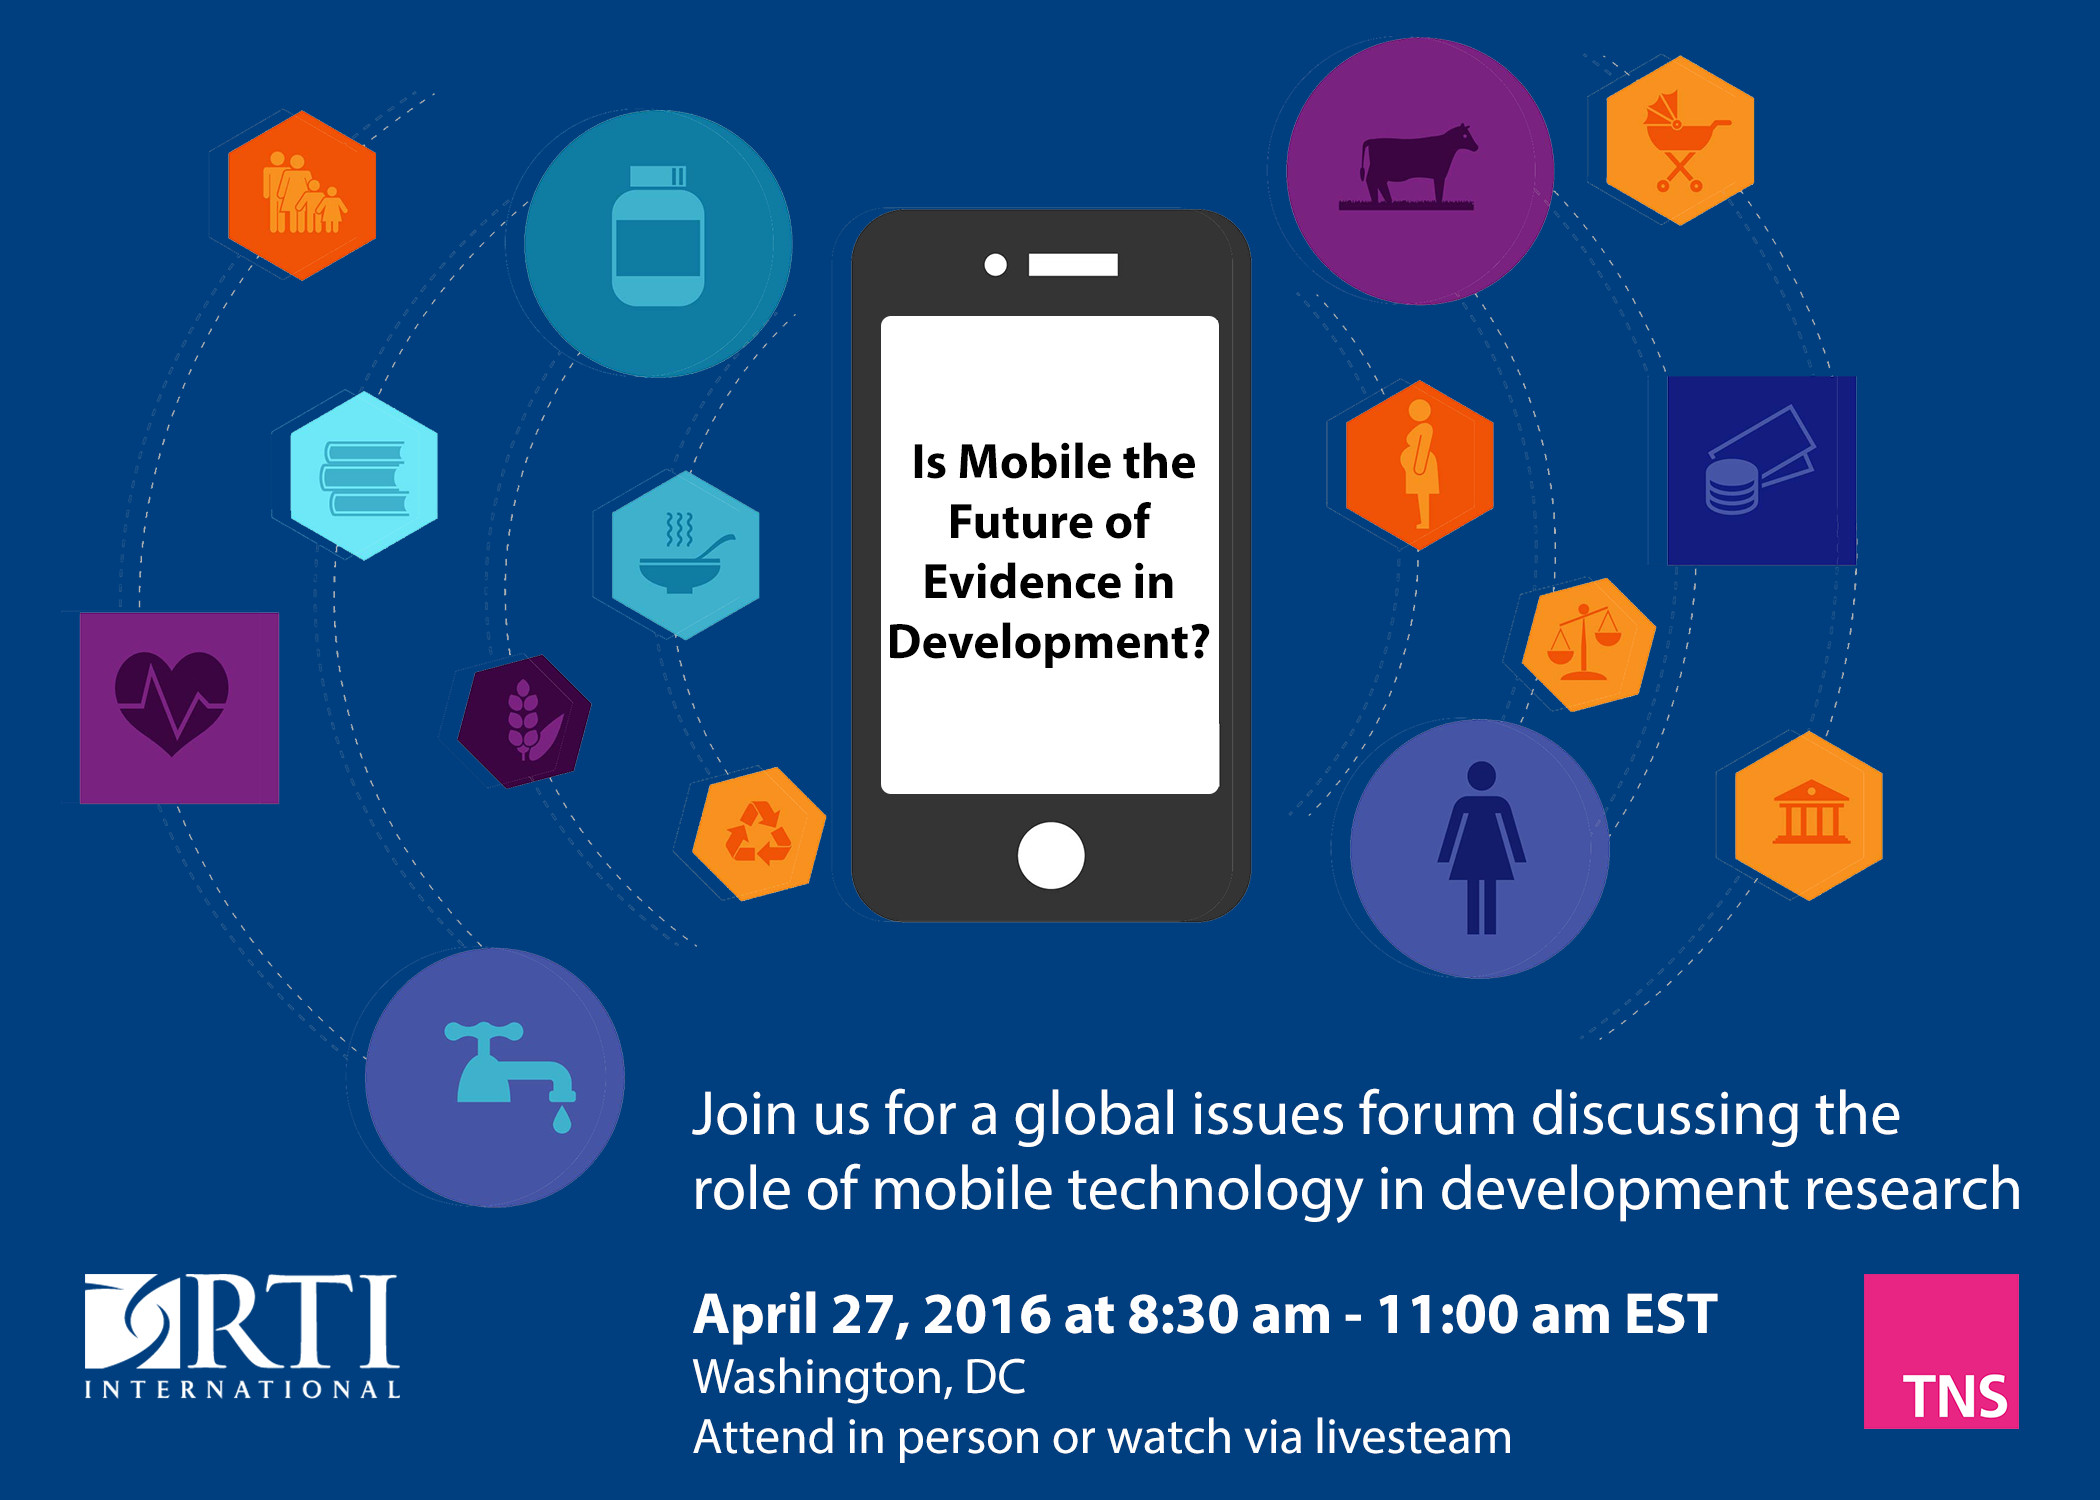 Is Mobile the
Future of
Evidence in
Development?
Join us for a global issues forum discussing the
role of mobile technology in development research
RTI
INTERNATIONAL
April 27, 2016 at 8:30 am - 11:00 am EST
Washington, DC
Attend in person or watch via livesteam
TNS